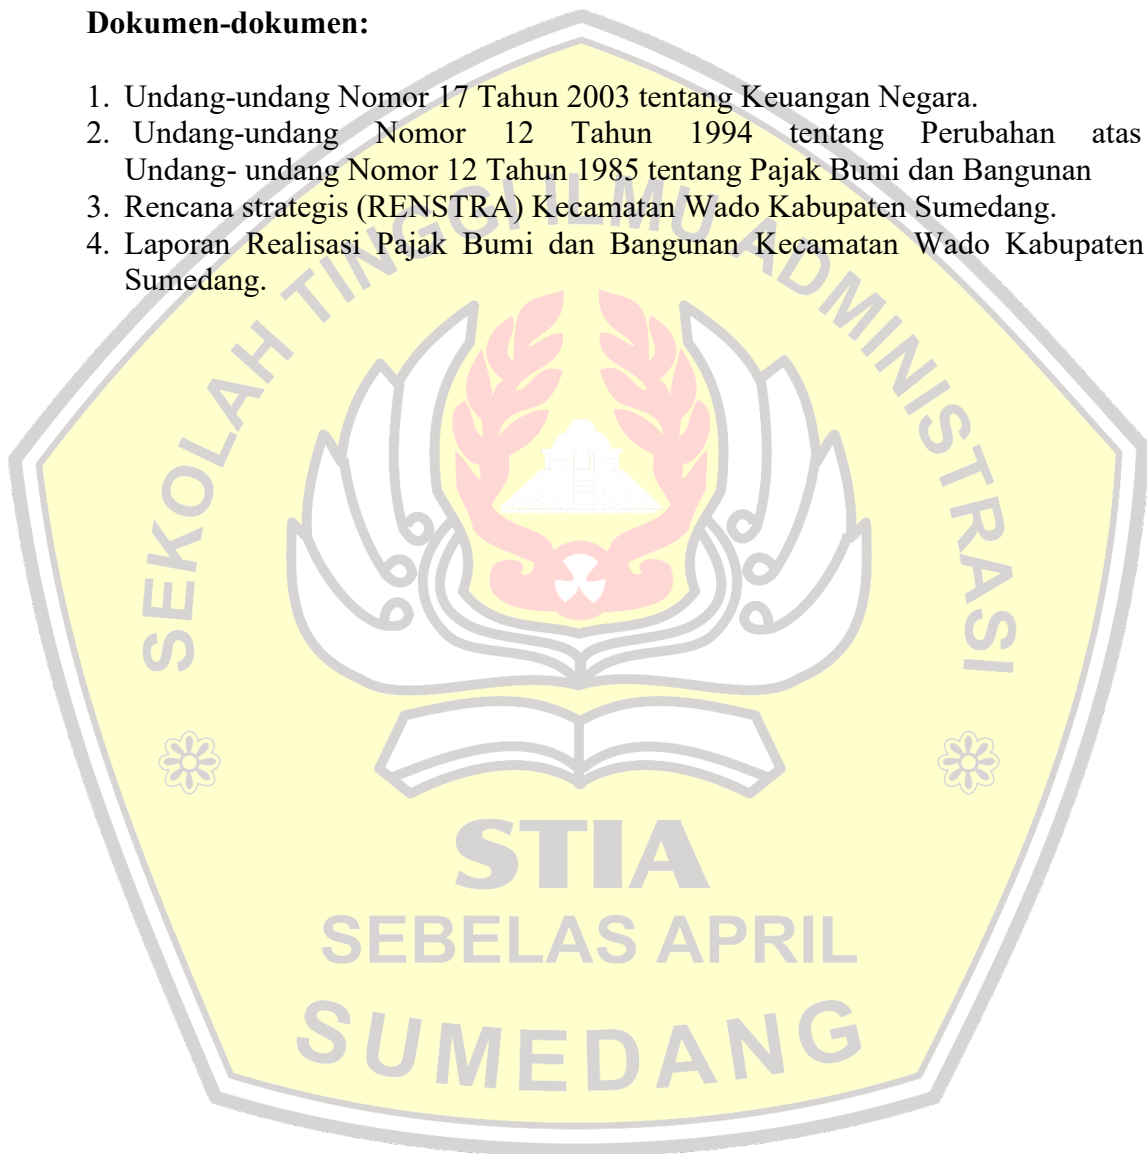 Dokumen-dokumen:
1. Undang-undang Nomor 17 Tahun 2003 tentang Keuangan Negara.
2. Undang-undang Nomor 12 Tahun 1994 tentang Perubahan atas
Undang- undang Nomor 12 Tahun 1985 tentang Pajak Bumi dan Bangunan
3. Rencana strategis (RENSTRA) Kecamatan Wado Kabupaten Sumedang.
4. Laporan Realisasi Pajak Bumi dan Bangunan Kecamatan Wado Kabupaten
Sumedang.
SEKOLAH TINGGI ILMU ADMINISTRASI
STIA
SEBELAS APRIL
SUMEDANG